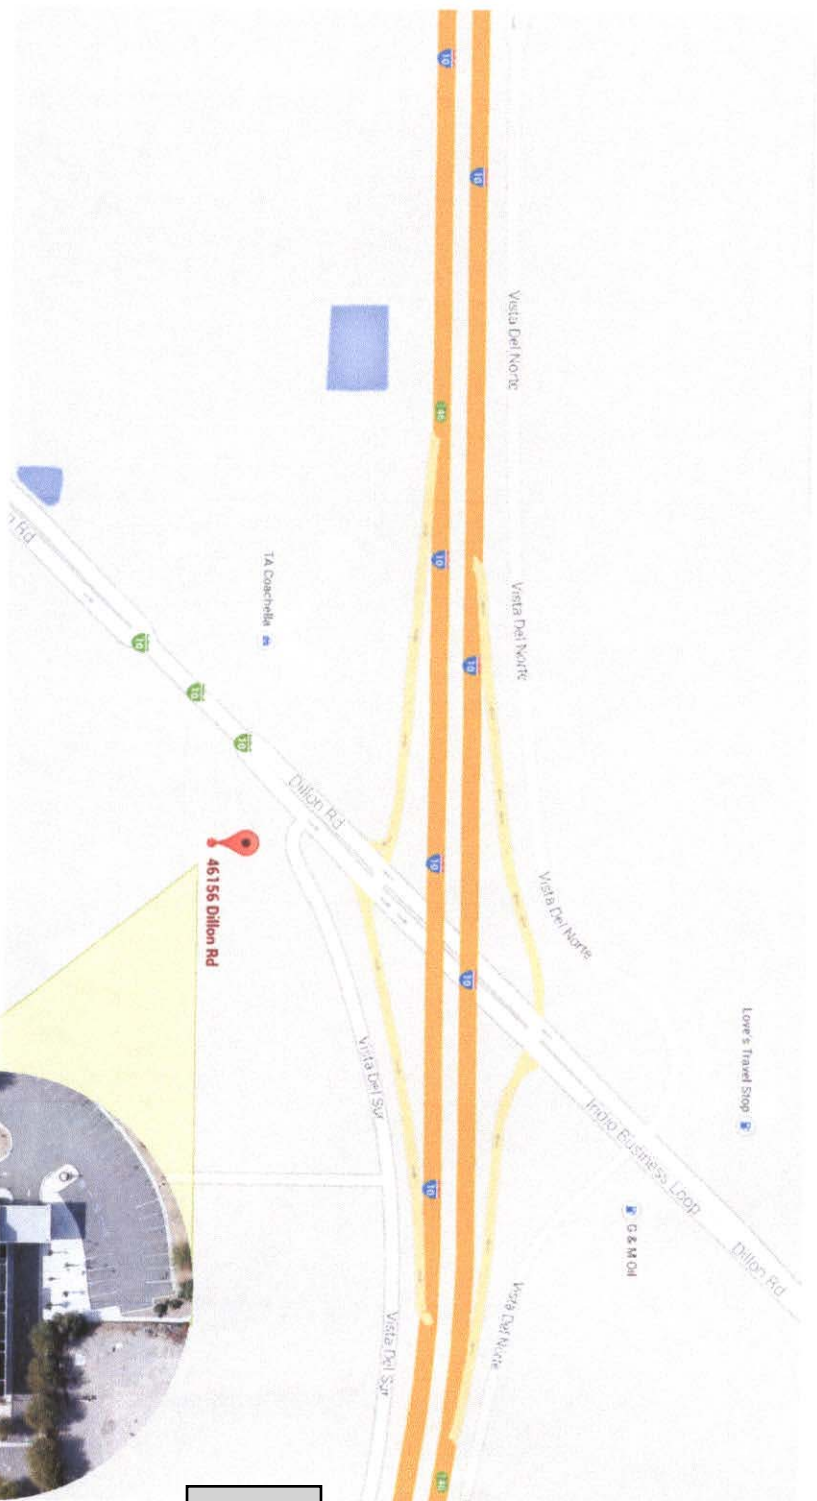 10
10
Vista Del Norte
146
10
Vista Del Norte
10
TA Coachella
Rd
10
10
10
Dillon Rd
46156 Dillon Rd
10
Vista Del Norte
10
Love's Travel Stop
Vista Del Sur
Indio Business Loop
G & M Oil
Dillon Rd
10
Vista Del Norte
Vista Del Sur
146